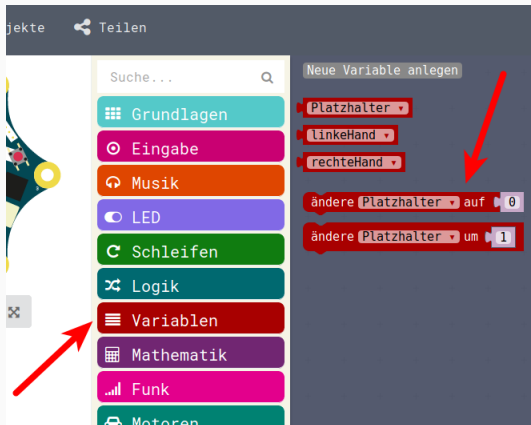 jekte Teilen
Suche...
Grundlagen
Eingabe
Musik
LED
Schleifen
Logik
Variablen
Mathematik
Funk
Motoren
Neue Variable anlegen
Platzhalter
linkeHand
rechteHand
ändere Platzhalter auf 0
ändere Platzhalter um 1